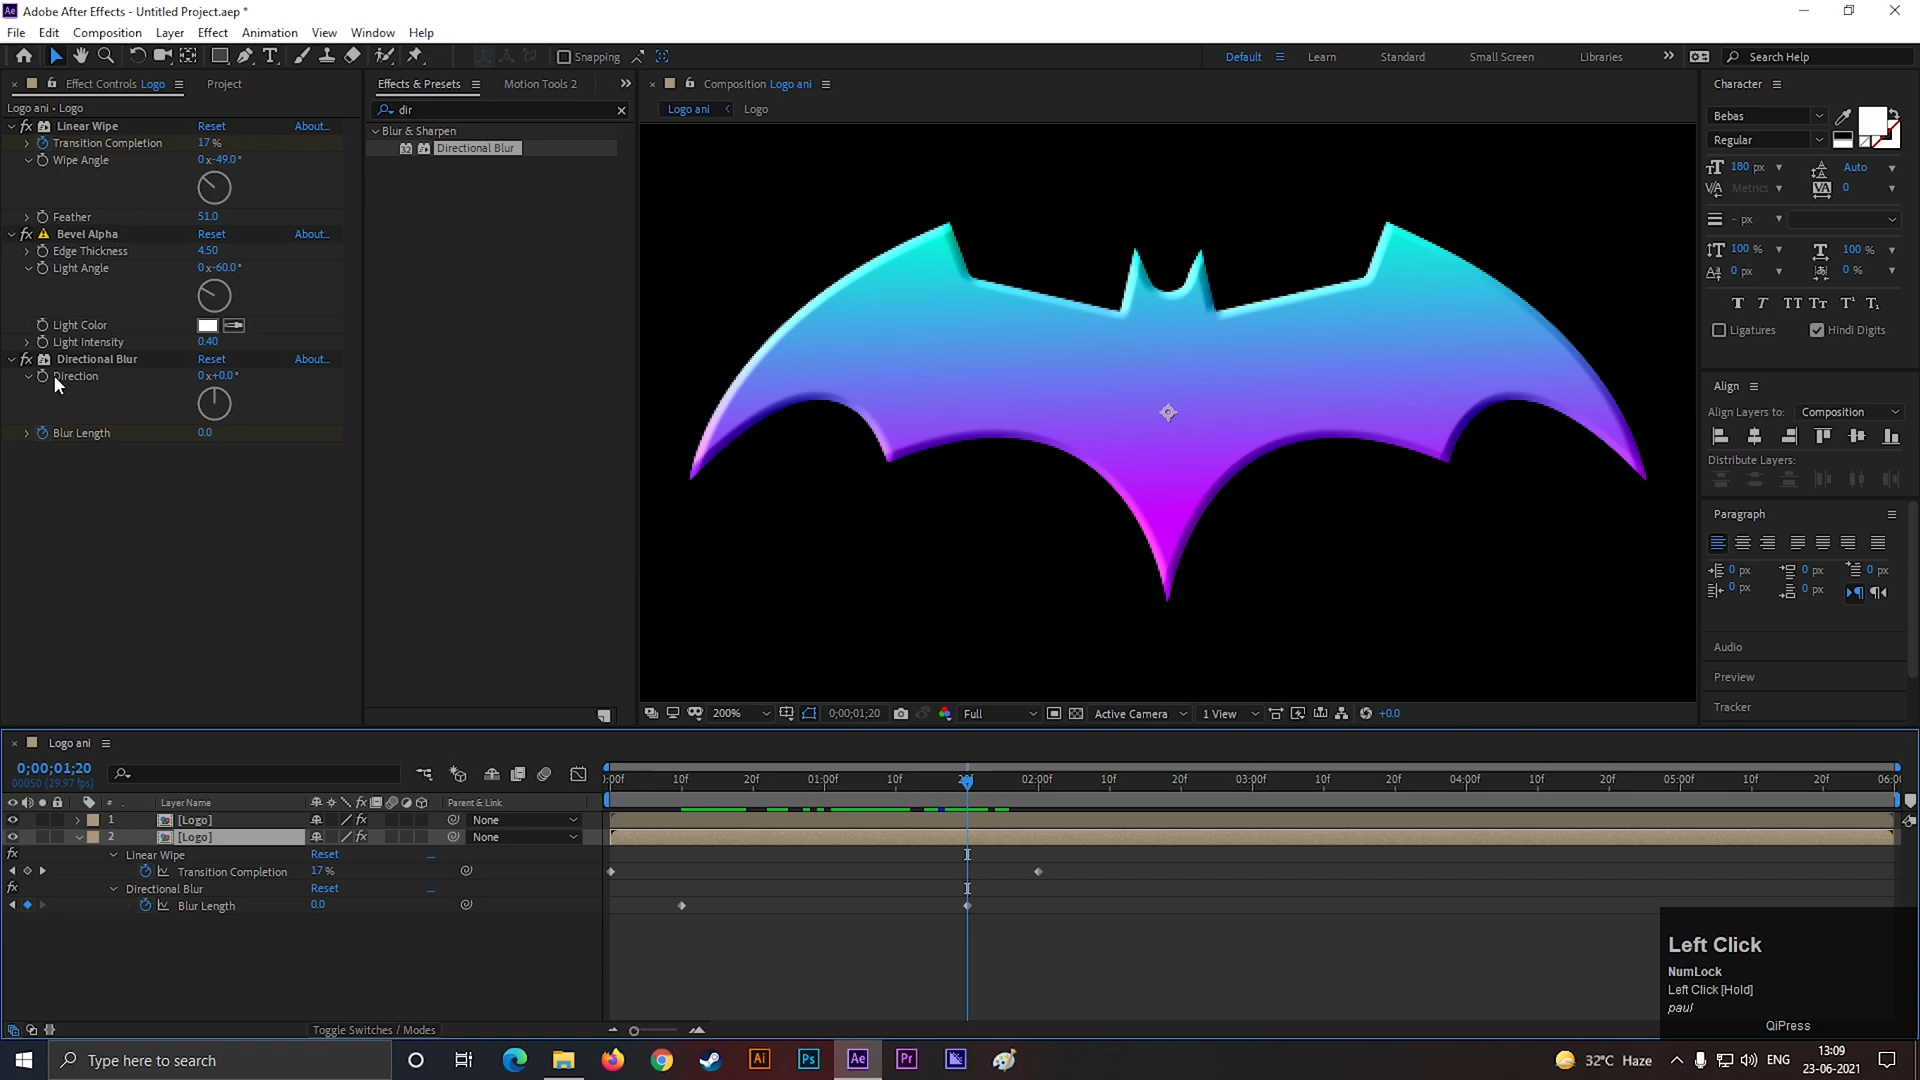 Adobe After Effects - Untitled Project.aep *
File Edit Composition Layer Effect Animation View Window Help
Snapping Default Learn Standard Small Screen Libraries Search Help
Effect Controls Logo Project
Logo ani • Logo
Linear Wipe Reset About...
Transition Completion 17 %
Wipe Angle 0x-49.0°
Feather 51.0
Bevel Alpha Reset About...
Edge Thickness 4.50
Light Angle 0x-60.0°
Light Color
Light Intensity 0.40
Directional Blur Reset About...
Direction 0x+0.0°
Blur Length 0.0
Effects & Presets Motion Tools 2
dir
Blur & Sharpen
32 Directional Blur
Composition Logo ani
Logo ani Logo
200% 0;00;01;20 Full Active Camera 1 View +0.0
Character
Bebas
Regular
180 px Auto
Metrics 0
- px
100 % 100 %
0 px 0 %
Ligatures Hindi Digits
Align
Align Layers to: Composition
Distribute Layers:
Paragraph
0 px 0 px 0 px
0 px 0 px
Audio
Preview
Tracker
Logo ani
0;00;01;20
00050 (29.97 fps)
:00f 10f 20f 01:00f 10f 20f 02:00f 10f 20f 03:00f 10f 20f 04:00f 10f 20f 05:00f 10f 20f 06:0
# Layer Name Parent & Link
1 [Logo] None
2 [Logo] None
Linear Wipe Reset
Transition Completion 17 %
Directional Blur Reset
Blur Length 0.0
Toggle Switches / Modes
Left Click
NumLock
Left Click [Hold]
paul
QiPress
Type here to search
32°C Haze ENG 13:09
23-06-2021